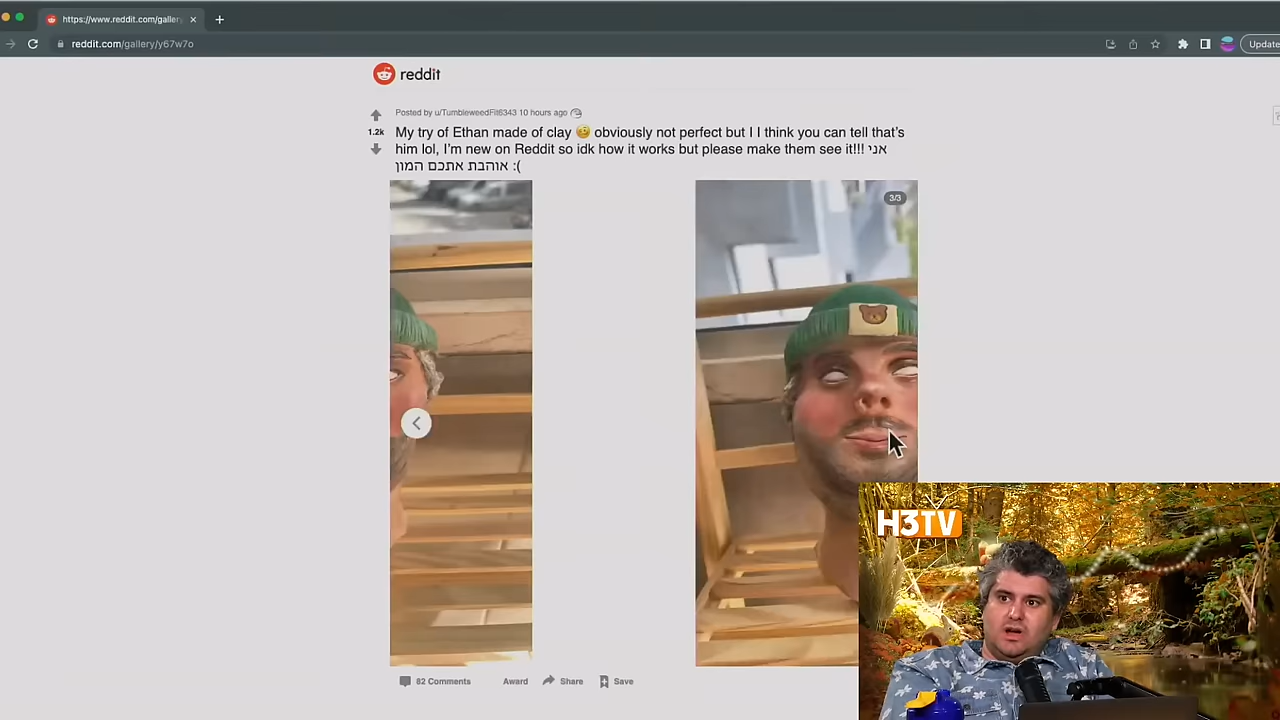 https://www.reddit.com/gallery
reddit.com/gallery/y67w7o
Update
reddit
Posted by u/TumbleweedFit6343 10 hours ago
1.2k
My try of Ethan made of clay 🥴 obviously not perfect but I I think you can tell that's
him lol, I'm new on Reddit so idk how it works but please make them see it!!! אני
אוהבת אתכם המון :(
3/3
H3TV
82 Comments Award Share Save